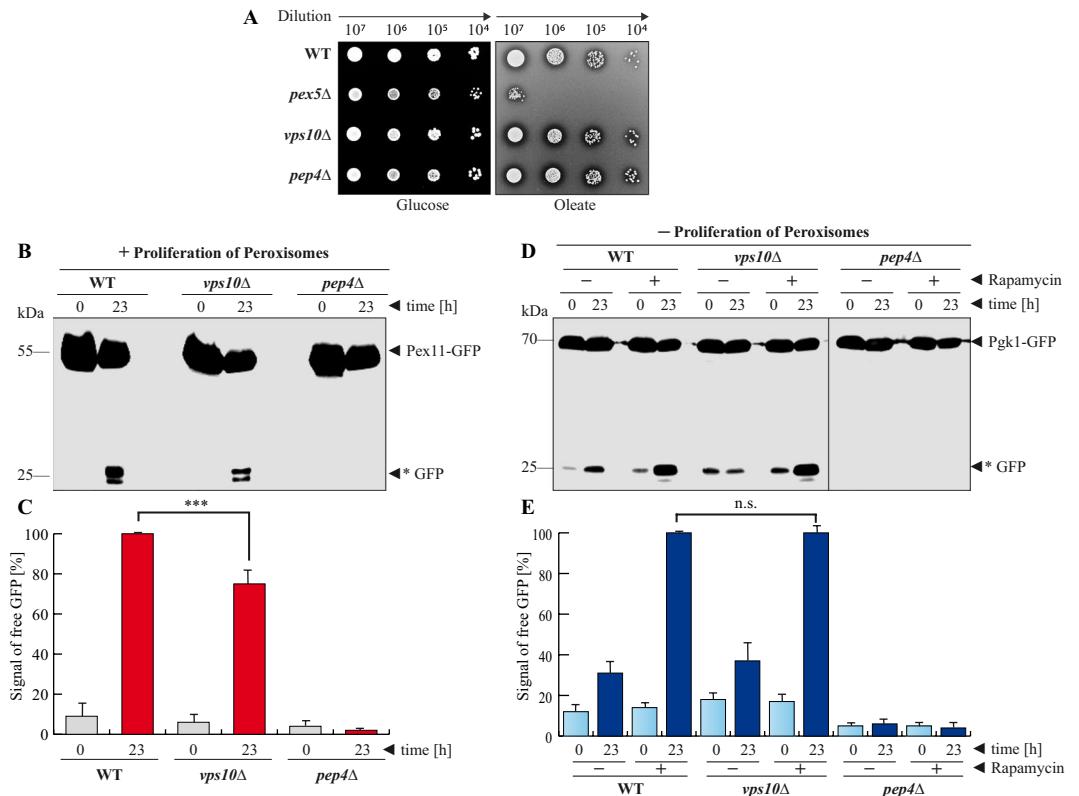 A
Dilution
10⁷ 10⁶ 10⁵ 10⁴ 10⁷ 10⁶ 10⁵ 10⁴
WT
pex5Δ
vps10Δ
pep4Δ
Glucose Oleate
B
+ Proliferation of Peroxisomes
WT vps10Δ pep4Δ
0 23 0 23 0 23 ◄ time [h]
kDa
55— ◄ Pex11-GFP
25— ◄ * GFP
C
***
Signal of free GFP [%]
100
80
60
40
20
0
0 23 0 23 0 23 ◄ time [h]
WT vps10Δ pep4Δ
D
— Proliferation of Peroxisomes
WT vps10Δ pep4Δ
— + — + — + ◄ Rapamycin
0 23 0 23 0 23 0 23 0 23 0 23 ◄ time [h]
kDa
70— ◄ Pgk1-GFP
25— ◄ * GFP
E
n.s.
Signal of free GFP [%]
100
80
60
40
20
0
0 23 0 23 0 23 0 23 0 23 0 23 ◄ time [h]
— + — + — + ◄ Rapamycin
WT vps10Δ pep4Δ